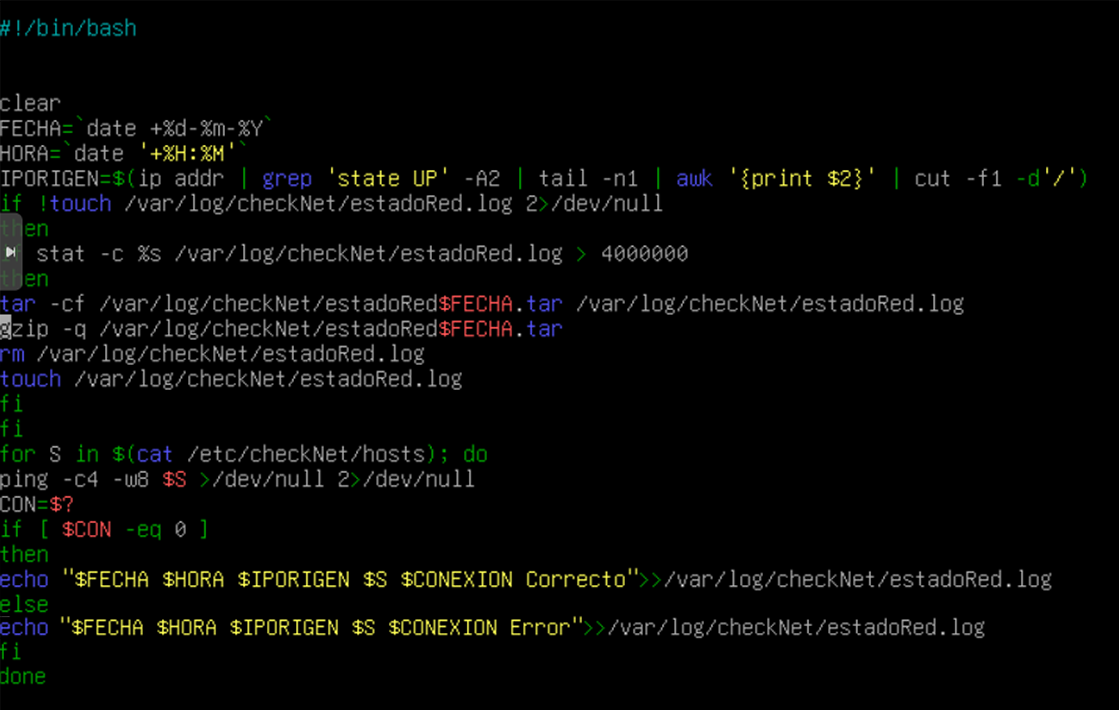 #!/bin/bash
clear
FECHA=`date +%d-%m-%Y`
HORA=`date '+%H:%M'`
IPORIGEN=$(ip addr | grep 'state UP' -A2 | tail -n1 | awk '{print $2}' | cut -f1 -d'/')
if !touch /var/log/checkNet/estadoRed.log 2>/dev/null
then
stat -c %s /var/log/checkNet/estadoRed.log > 4000000
then
tar -cf /var/log/checkNet/estadoRed$FECHA.tar /var/log/checkNet/estadoRed.log
gzip -q /var/log/checkNet/estadoRed$FECHA.tar
rm /var/log/checkNet/estadoRed.log
touch /var/log/checkNet/estadoRed.log
fi
fi
for S in $(cat /etc/checkNet/hosts); do
ping -c4 -w8 $S >/dev/null 2>/dev/null
CON=$?
if [ $CON -eq 0 ]
then
echo "$FECHA $HORA $IPORIGEN $S $CONEXION Correcto">>/var/log/checkNet/estadoRed.log
else
echo "$FECHA $HORA $IPORIGEN $S $CONEXION Error">>/var/log/checkNet/estadoRed.log
fi
done